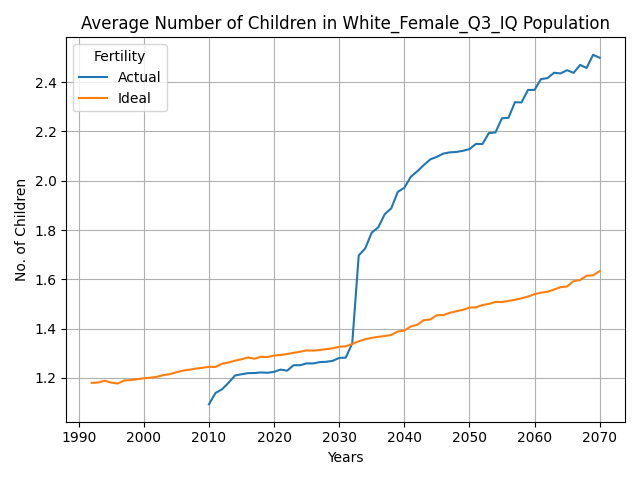 Average Number of Children in White_Female_Q3_IQ Population
Fertility
Actual
Ideal
No. of Children
2.4
2.2
2.0
1.8
1.6
1.4
1.2
1990 2000 2010 2020 2030 2040 2050 2060 2070
Years